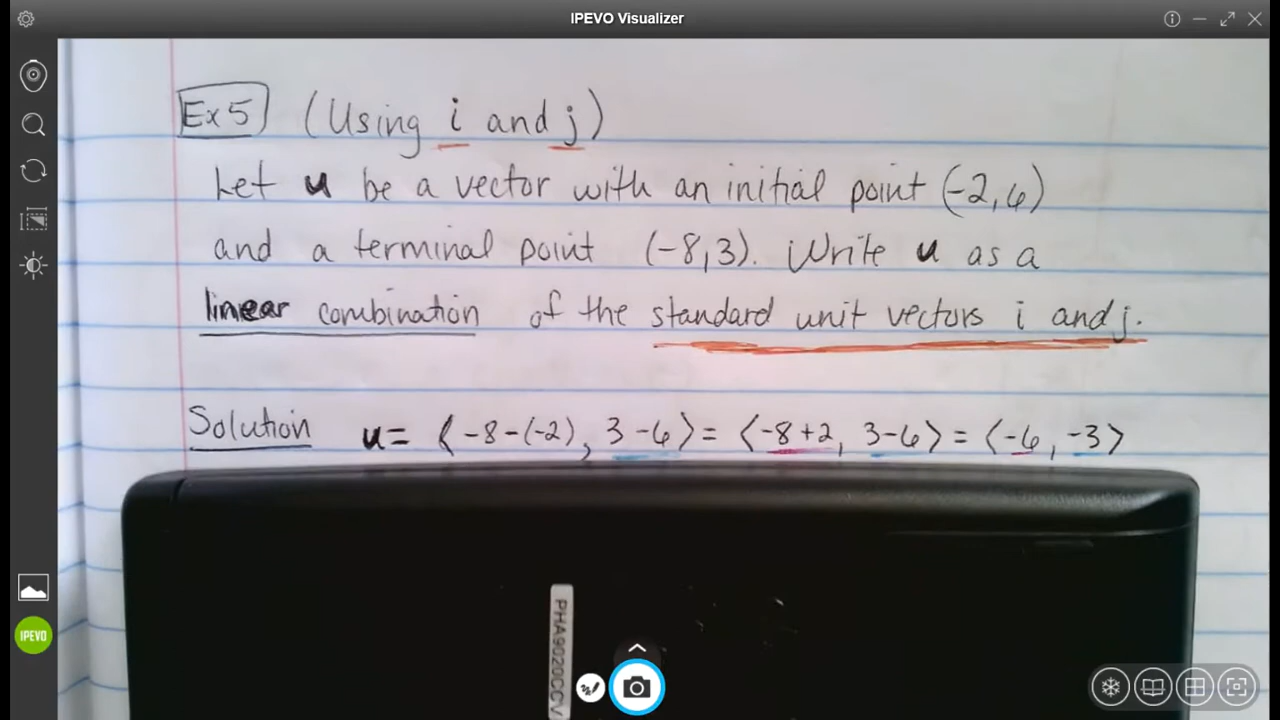 IPEVO Visualizer
Ex 5 (Using i and j)
Let u be a vector with an initial point (-2,6)
and a terminal point (-8,3). Write u as a
linear combination of the standard unit vectors i and j.
Solution u = ⟨-8-(-2), 3-6⟩ = ⟨-8+2, 3-6⟩ = ⟨-6, -3⟩
PHA9020CCV
IPEVO